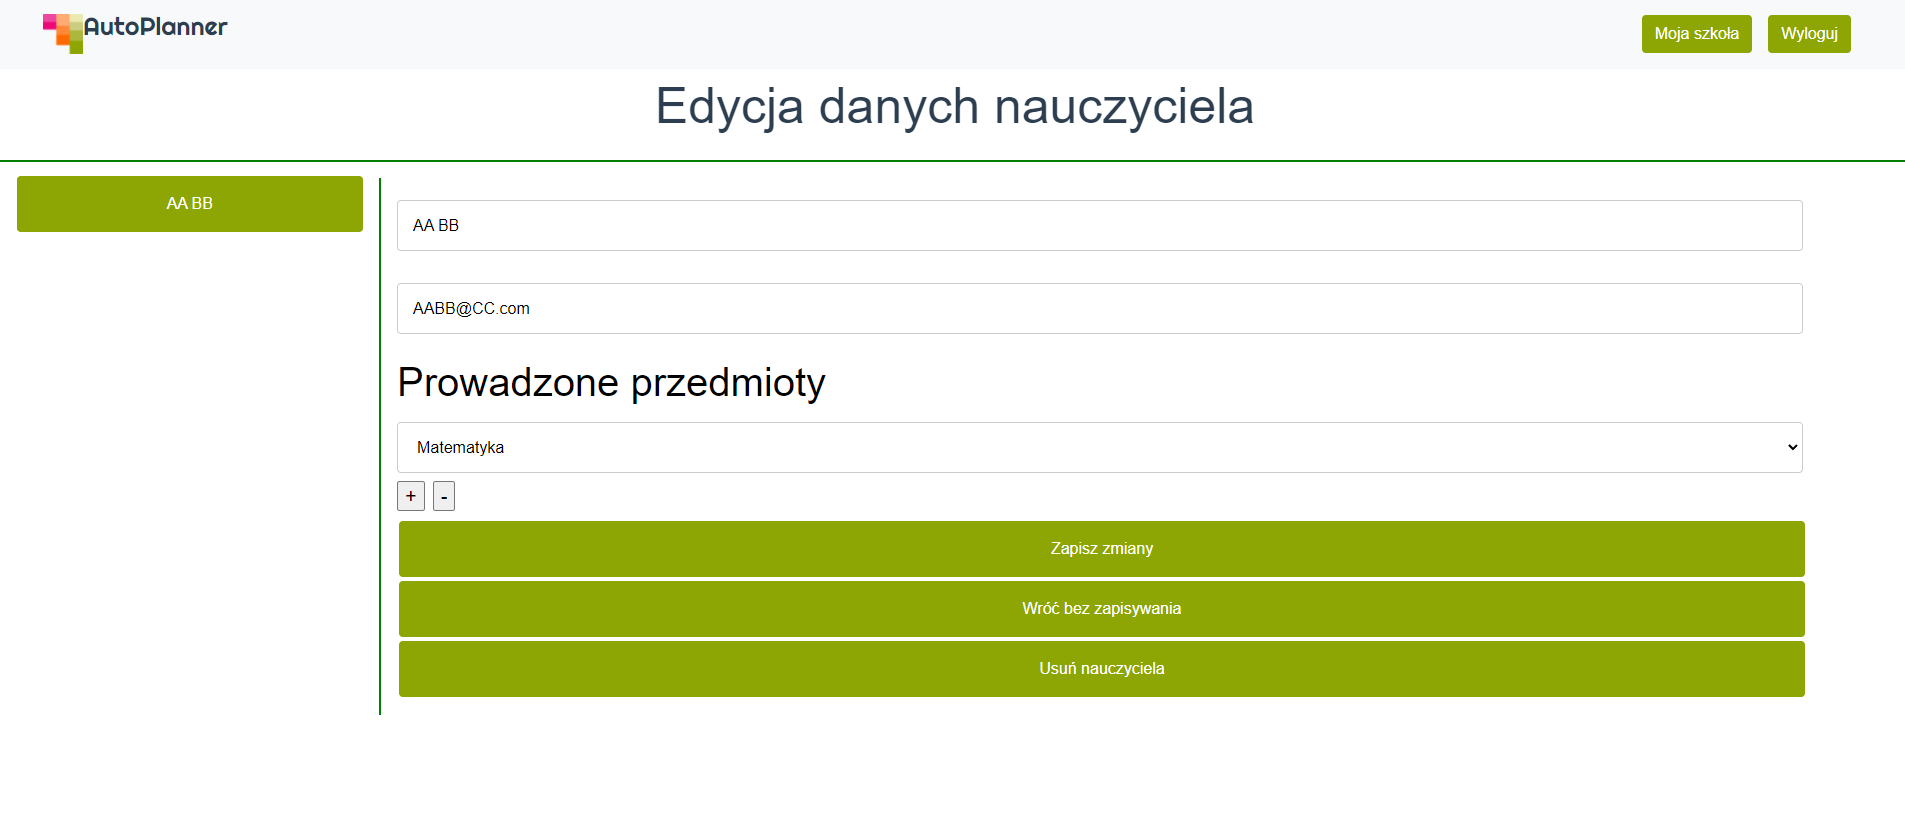 AutoPlanner
Moja szkoła
Wyloguj
Edycja danych nauczyciela
AA BB
AA BB
AABB@CC.com
Prowadzone przedmioty
Matematyka
+ -
Zapisz zmiany
Wróć bez zapisywania
Usuń nauczyciela